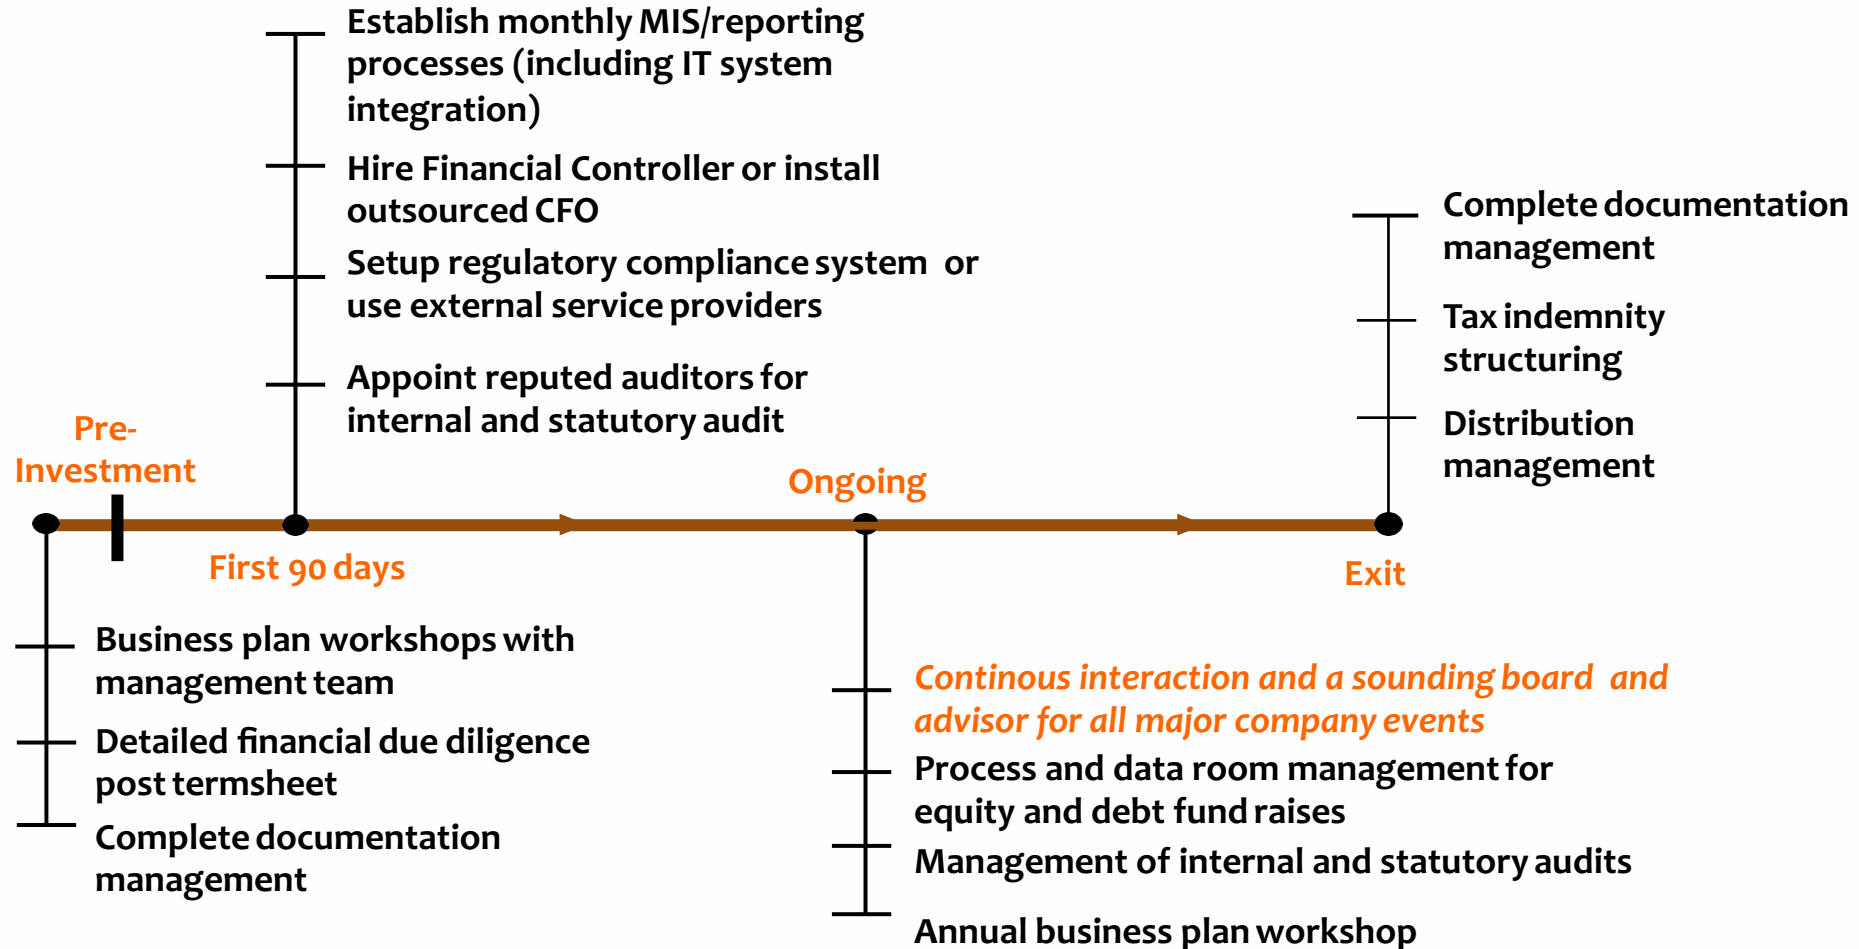 Establish monthly MIS/reporting
processes (including IT system
integration)
Hire Financial Controller or install
outsourced CFO
Setup regulatory compliance system or
use external service providers
Appoint reputed auditors for
internal and statutory audit
Complete documentation
management
Tax indemnity
structuring
Distribution
management
Pre-
Investment
Ongoing
First 90 days
Exit
Business plan workshops with
management team
Detailed financial due diligence
post termsheet
Complete documentation
management
Continous interaction and a sounding board and
advisor for all major company events
Process and data room management for
equity and debt fund raises
Management of internal and statutory audits
Annual business plan workshop